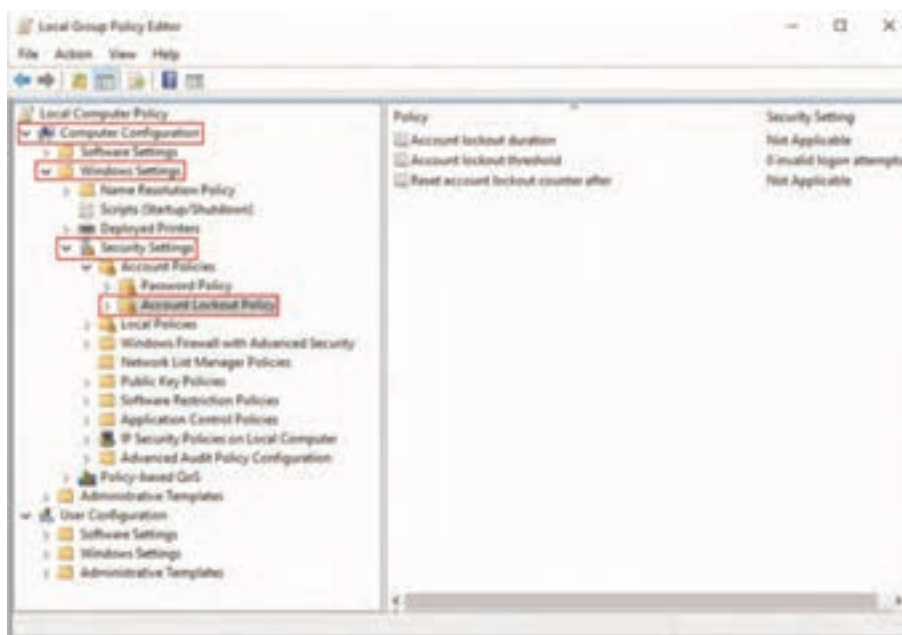 Local Group Policy Editor
File Action View Help
Local Computer Policy
Computer Configuration
Software Settings
Windows Settings
Name Resolution Policy
Scripts (Startup/Shutdown)
Deployed Printers
Security Settings
Account Policies
Password Policy
Account Lockout Policy
Local Policies
Windows Firewall with Advanced Security
Network List Manager Policies
Public Key Policies
Software Restriction Policies
Application Control Policies
IP Security Policies on Local Computer
Advanced Audit Policy Configuration
Policy-based QoS
Administrative Templates
User Configuration
Software Settings
Windows Settings
Administrative Templates
Policy Security Setting
Account lockout duration Not Applicable
Account lockout threshold 0 invalid logon attempts
Reset account lockout counter after Not Applicable